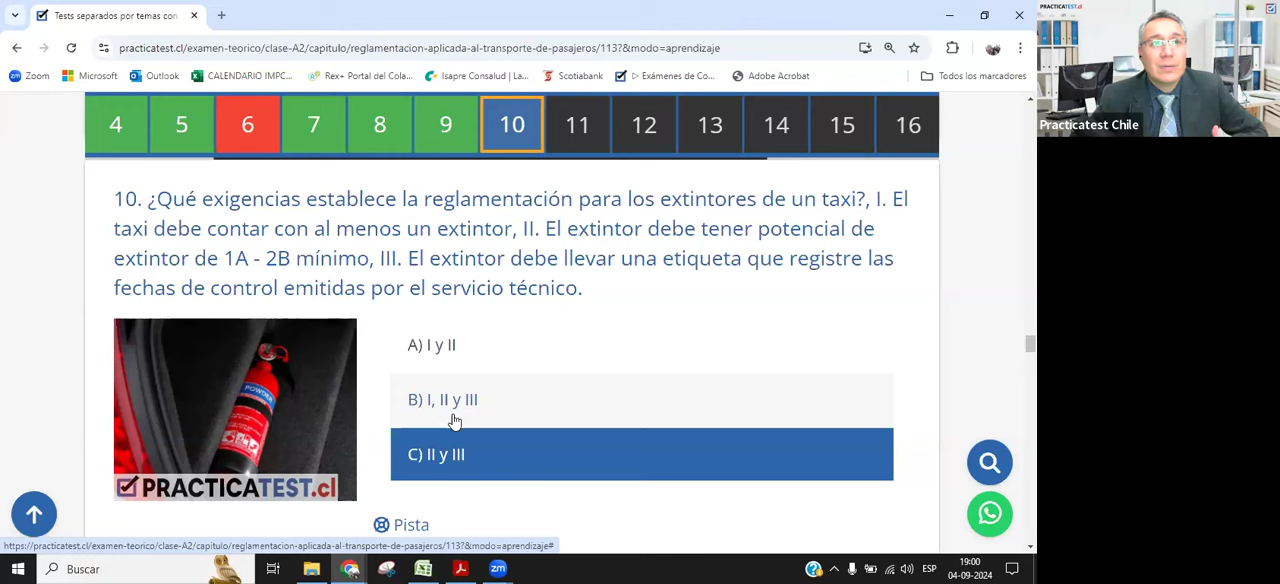 Tests separados por temas con
practicatest.cl/examen-teorico/clase-A2/capitulo/reglamentacion-aplicada-al-transporte-de-pasajeros/113?&modo=aprendizaje
Zoom
Microsoft
Outlook
CALENDARIO IMPC...
Rex+ Portal del Cola...
Isapre Consalud | La...
Scotiabank
▷ Exámenes de Co...
Adobe Acrobat
Todos los marcadores
PRACTICATEST.cl
Practicatest Chile
4 5 6 7 8 9 10 11 12 13 14 15 16
10. ¿Qué exigencias establece la reglamentación para los extintores de un taxi?, I. El
taxi debe contar con al menos un extintor, II. El extintor debe tener potencial de
extintor de 1A - 2B mínimo, III. El extintor debe llevar una etiqueta que registre las
fechas de control emitidas por el servicio técnico.
POWDER
PRACTICATEST.cl
A) I y II
B) I, II y III
C) II y III
Pista
https://practicatest.cl/examen-teorico/clase-A2/capitulo/reglamentacion-aplicada-al-transporte-de-pasajeros/113?&modo=aprendizaje#
Buscar
ESP
19:00
04-09-2024